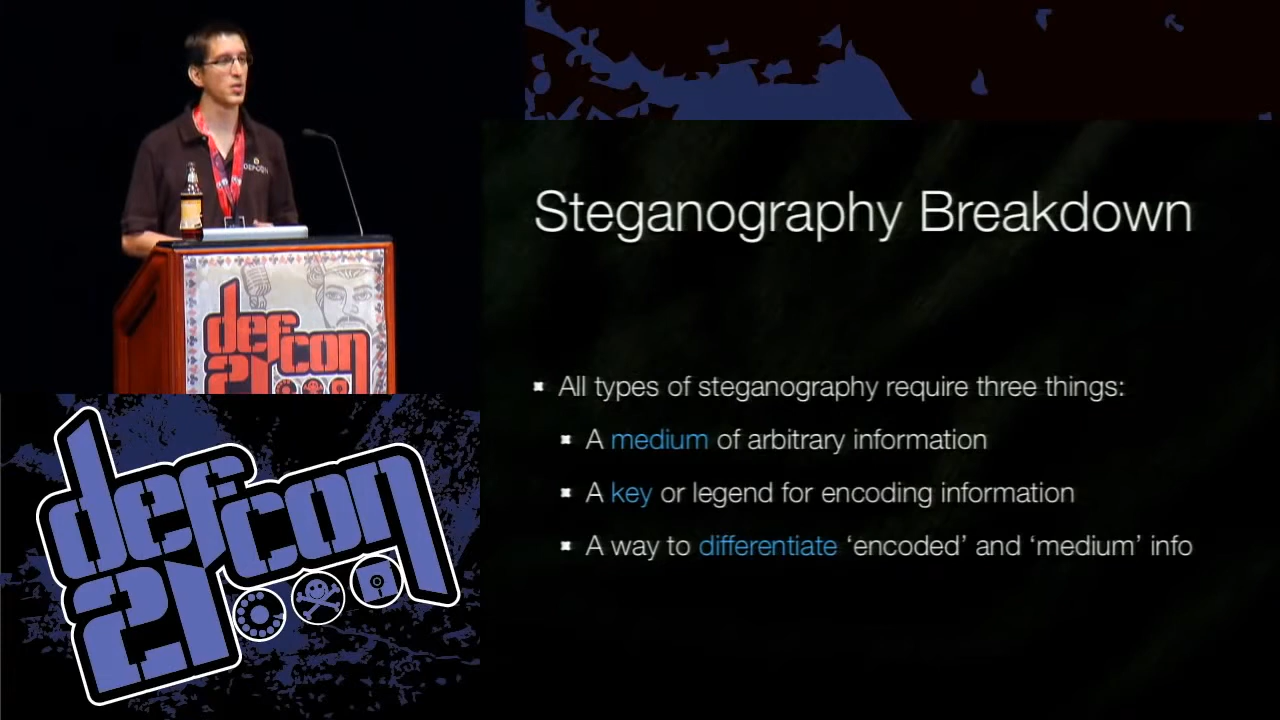 Steganography Breakdown
All types of steganography require three things:
A medium of arbitrary information
A key or legend for encoding information
A way to differentiate ‘encoded’ and ‘medium’ info
DEFCON
defcon
21
defcon
21